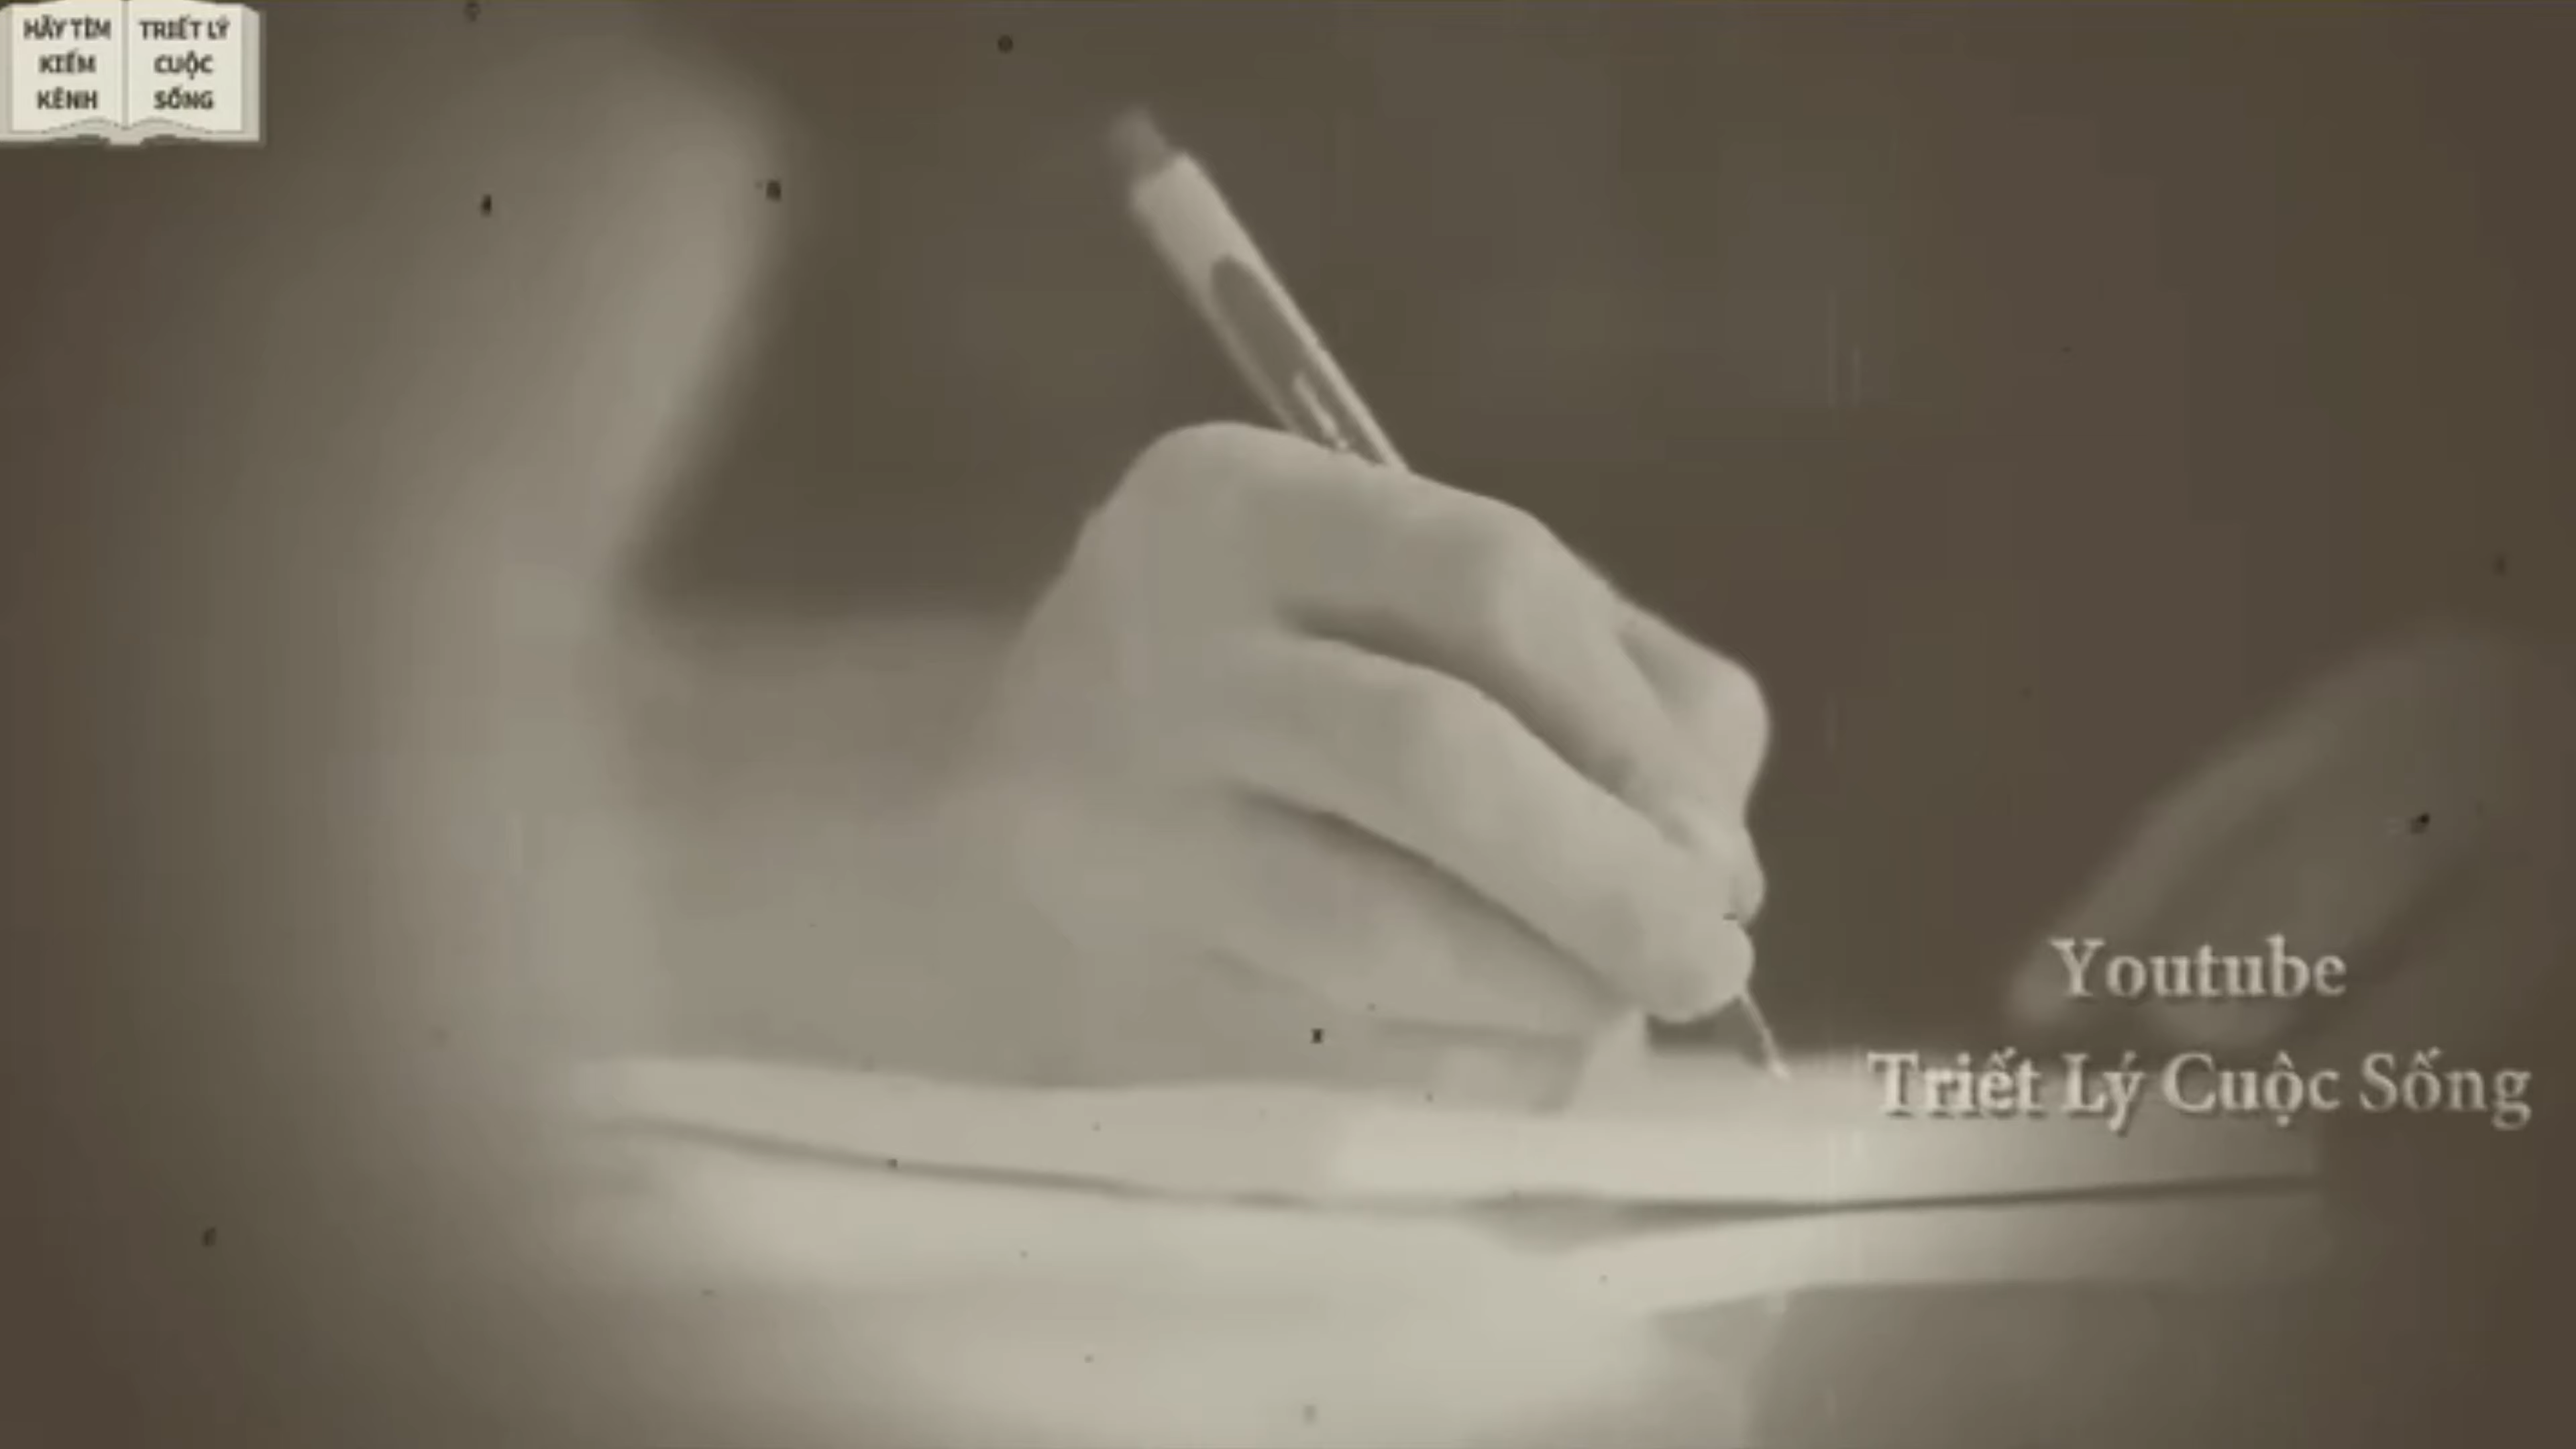 HÃY TÌM
KIẾM
KÊNH
TRIẾT LÝ
CUỘC
SỐNG
Youtube
Triết Lý Cuộc Sống